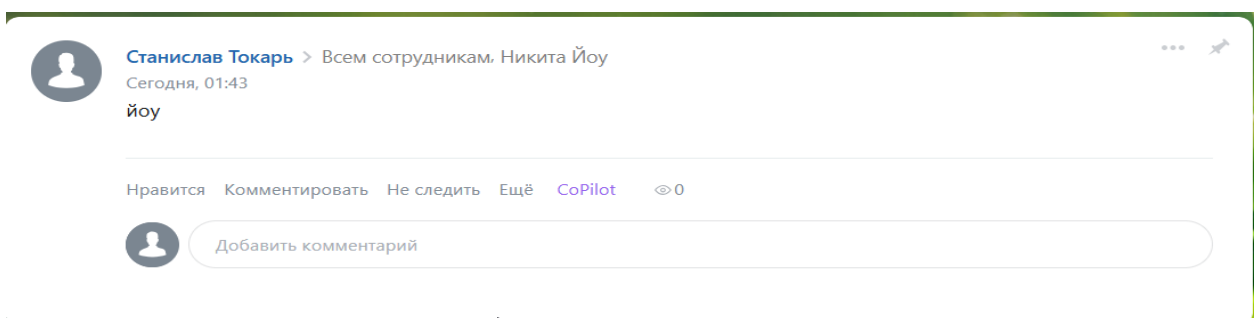 Станислав Токарь > Всем сотрудникам, Никита Йоу
Сегодня, 01:43
йоу
Нравится Комментировать Не следить Ещё CoPilot 0
Добавить комментарий